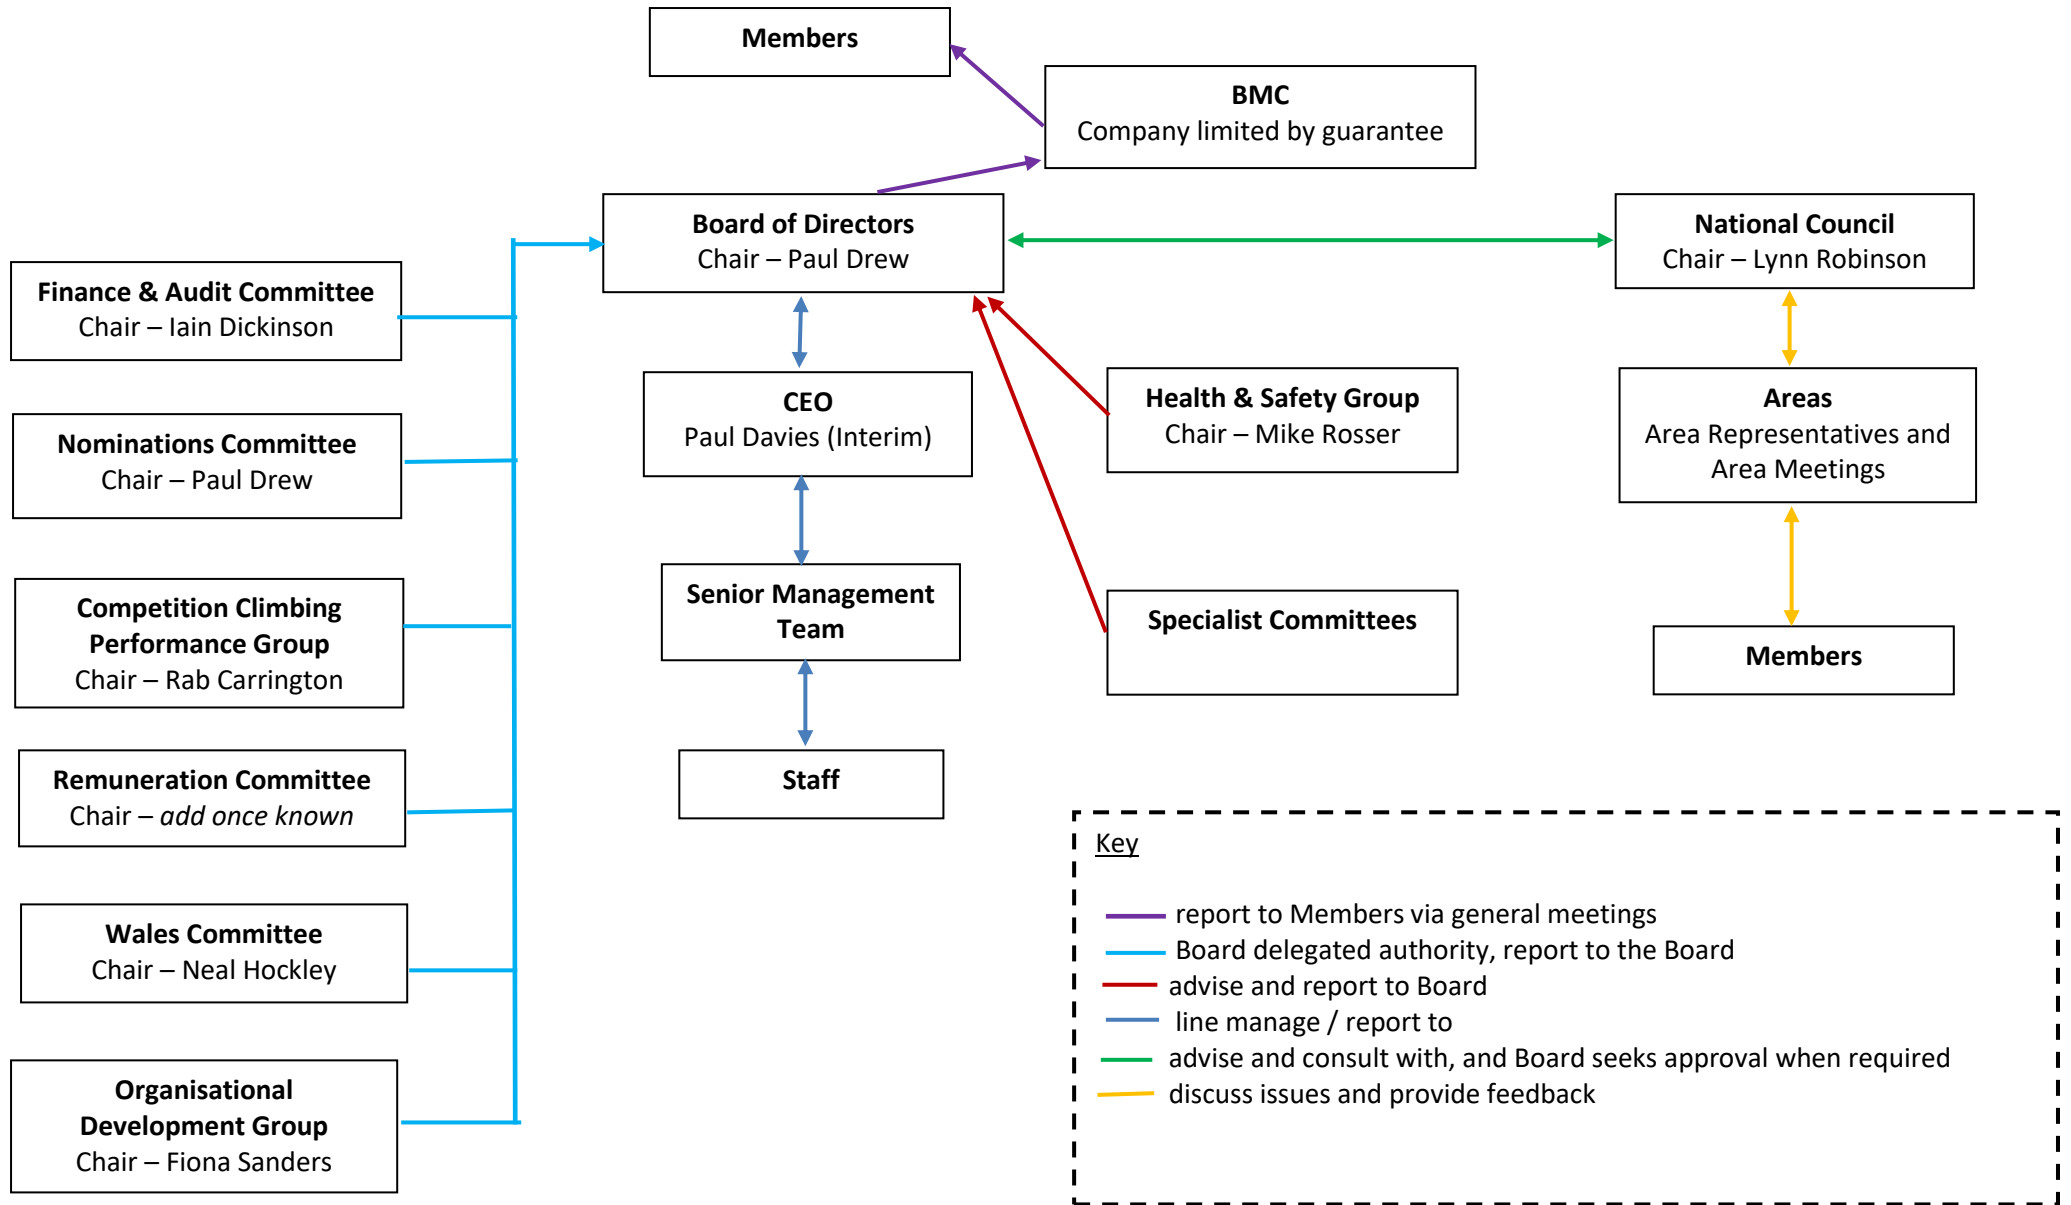 Members
BMC
Company limited by guarantee
Board of Directors
Chair – Paul Drew
National Council
Chair – Lynn Robinson
Finance & Audit Committee
Chair – Iain Dickinson
Nominations Committee
Chair – Paul Drew
Competition Climbing
Performance Group
Chair – Rab Carrington
Remuneration Committee
Chair – add once known
Wales Committee
Chair – Neal Hockley
Organisational
Development Group
Chair – Fiona Sanders
CEO
Paul Davies (Interim)
Senior Management
Team
Staff
Health & Safety Group
Chair – Mike Rosser
Specialist Committees
Areas
Area Representatives and
Area Meetings
Members
Key
report to Members via general meetings
Board delegated authority, report to the Board
advise and report to Board
line manage / report to
advise and consult with, and Board seeks approval when required
discuss issues and provide feedback